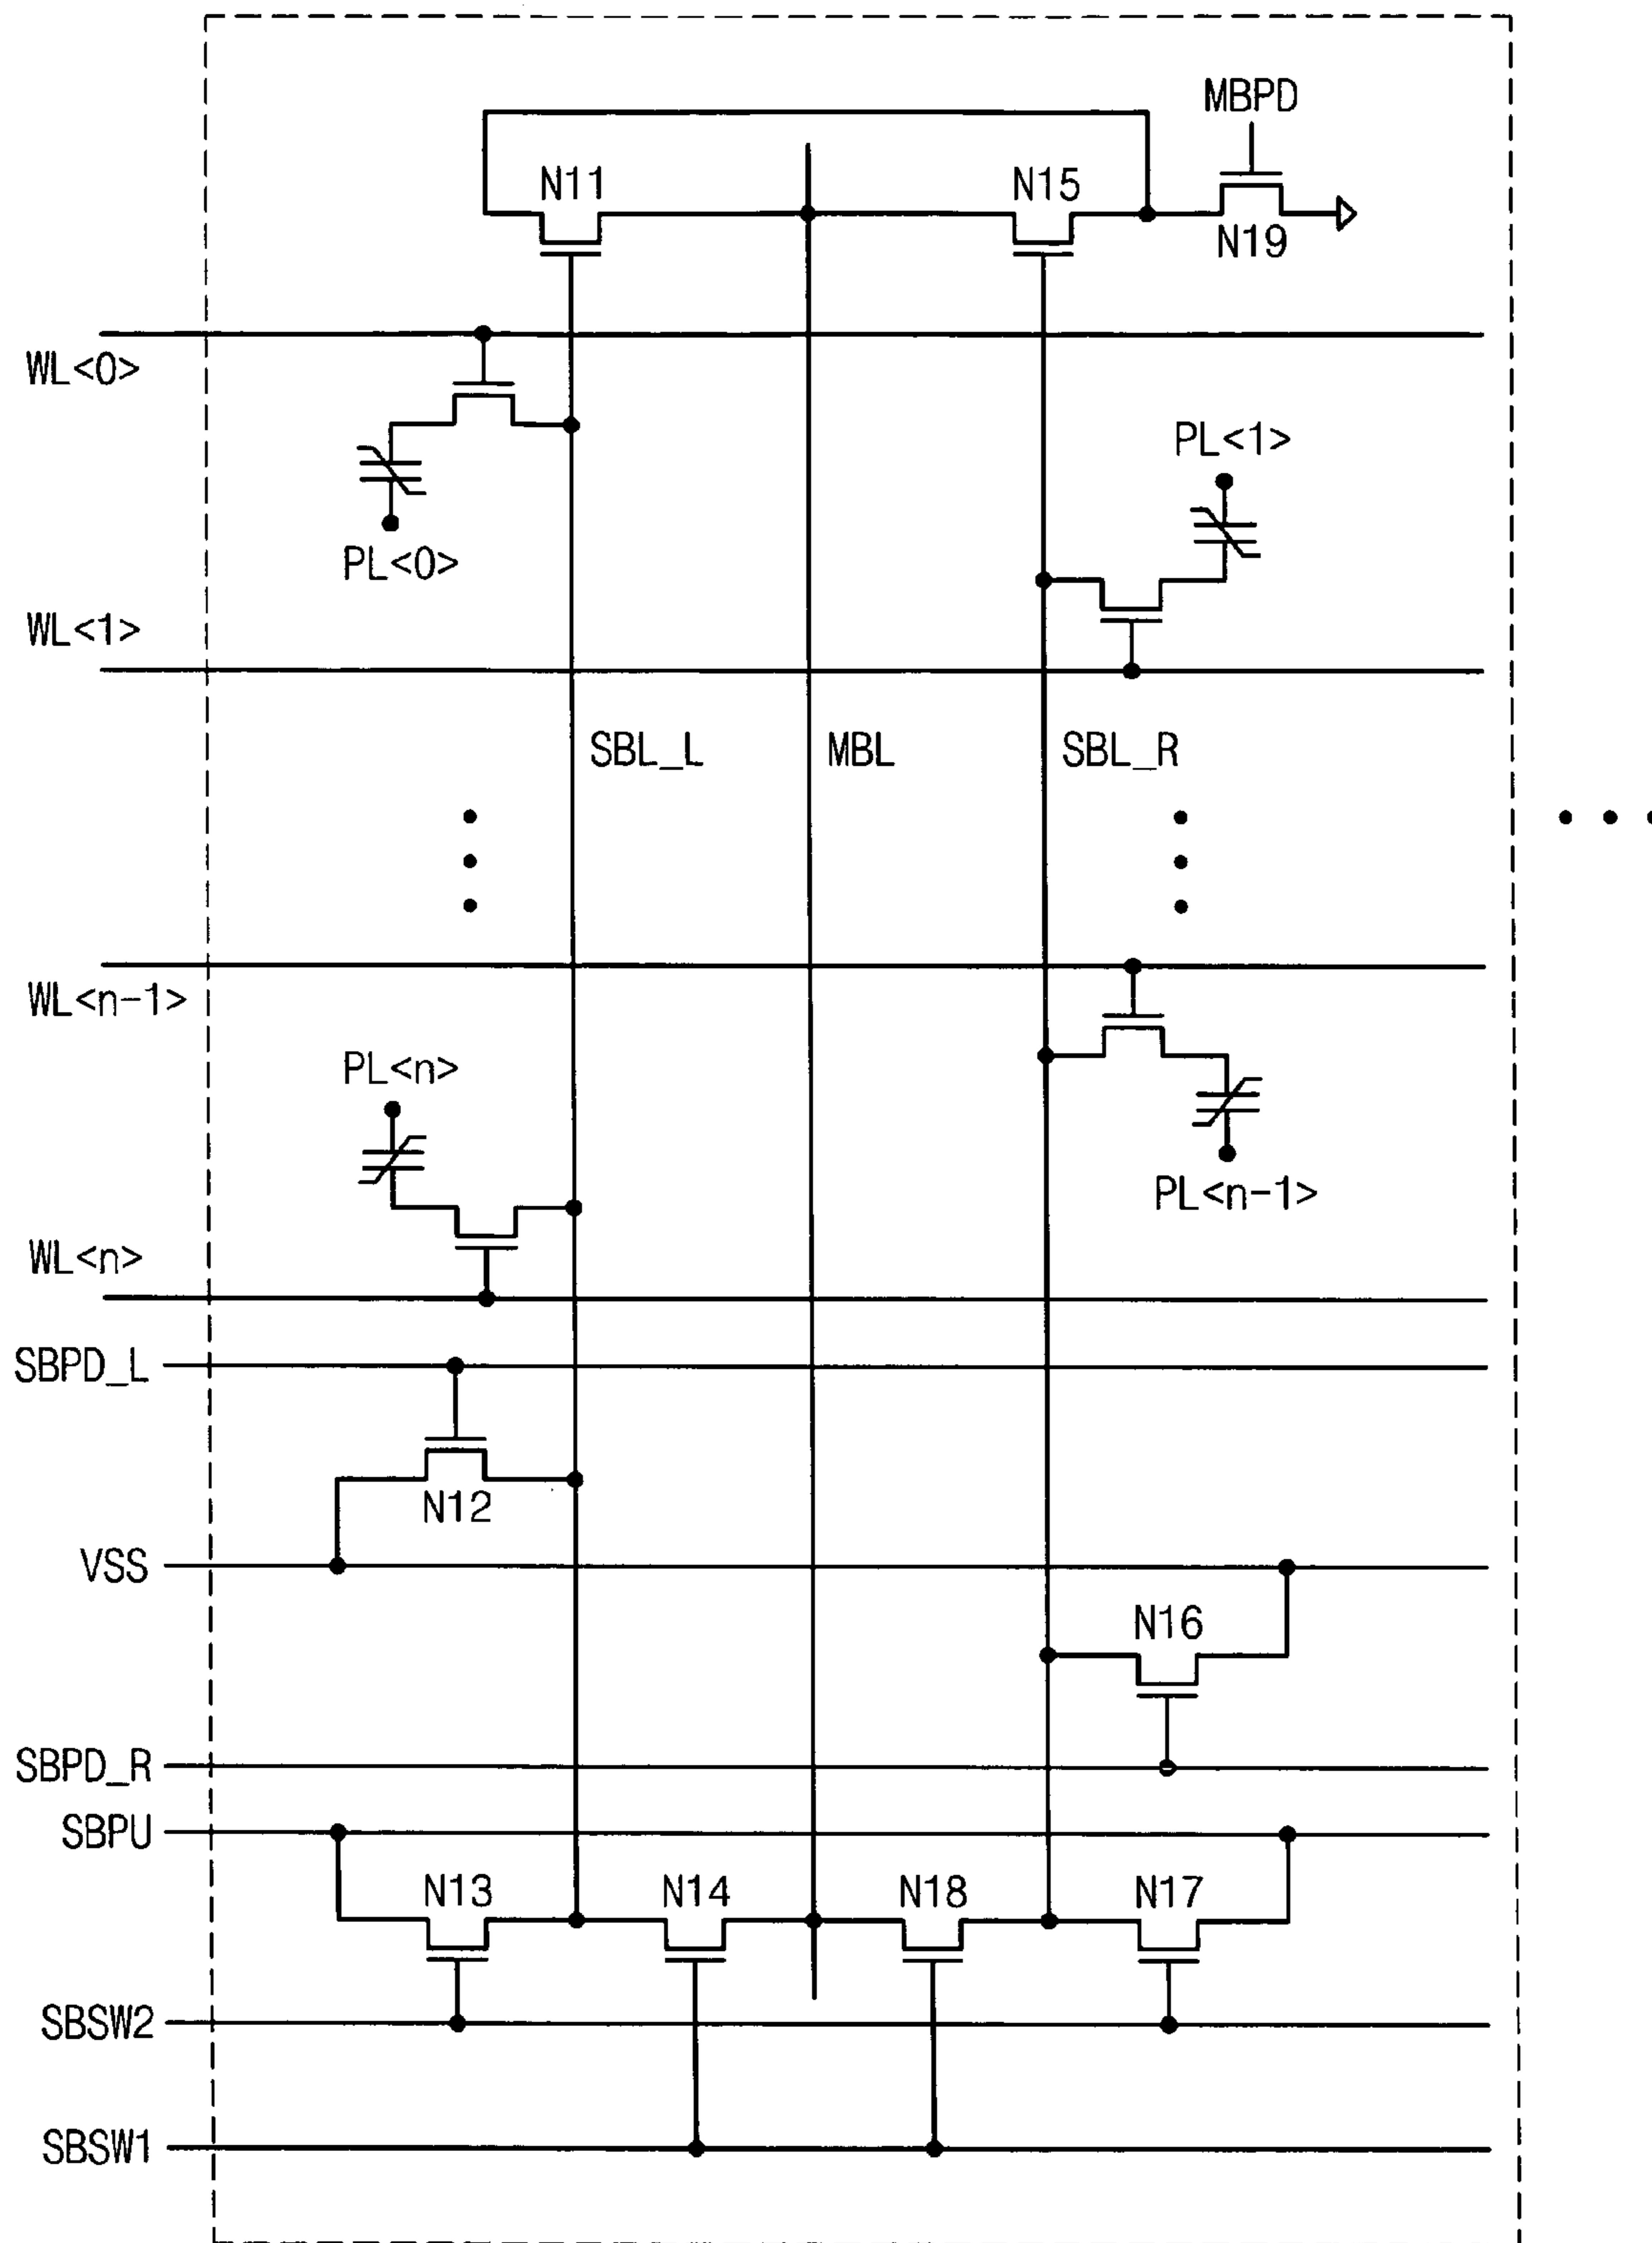 MBPD
N11
N15
N19
WL<0>
PL<1>
PL<0>
WL<1>
SBL_L
MBL
SBL_R
WL<n-1>
PL<n>
PL<n-1>
WL<n>
SBPD_L
N12
VSS
N16
SBPD_R
SBPU
N13
N14
N18
N17
SBSW2
SBSW1